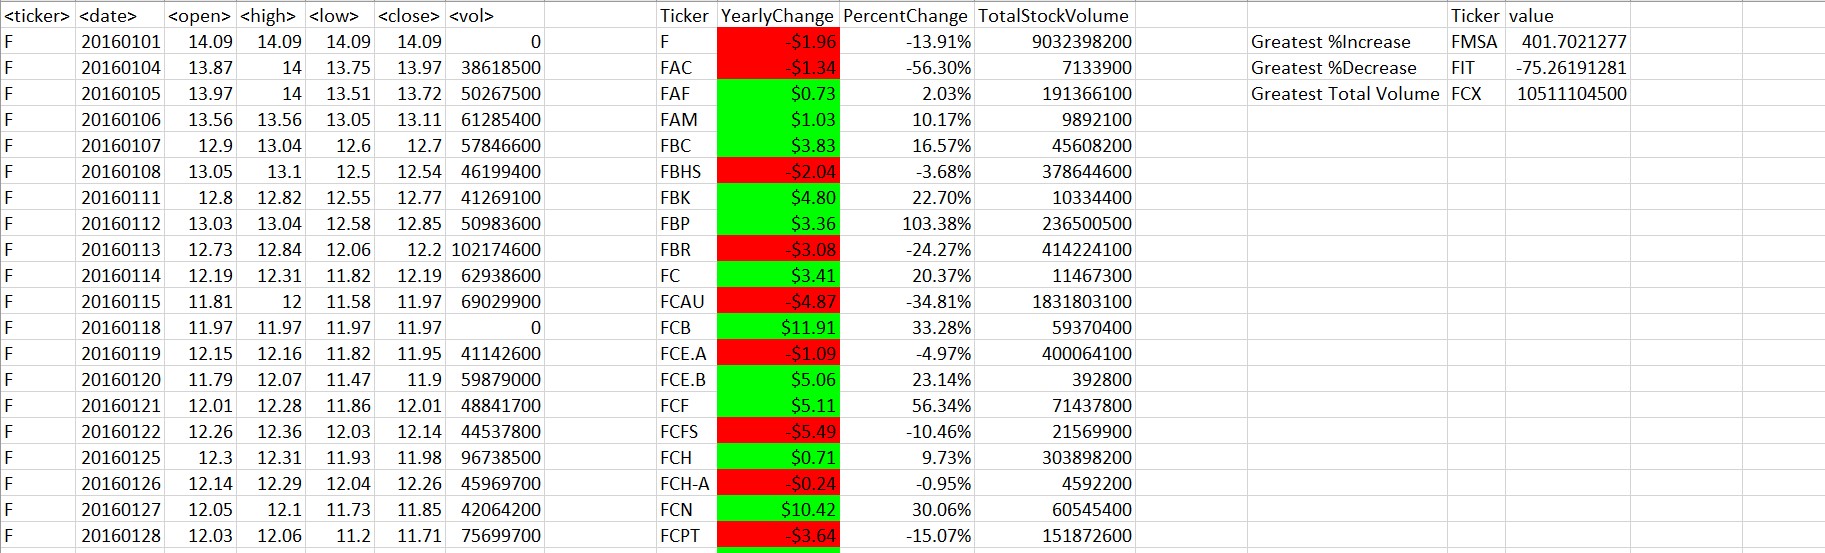 <ticker> <date> <open> <high> <low> <close> <vol> Ticker YearlyChange PercentChange TotalStockVolume Ticker value
F 20160101 14.09 14.09 14.09 14.09 0 F -$1.96 -13.91% 9032398200 Greatest %Increase FMSA 401.7021277
F 20160104 13.87 14 13.75 13.97 38618500 FAC -$1.34 -56.30% 7133900 Greatest %Decrease FIT -75.26191281
F 20160105 13.97 14 13.51 13.72 50267500 FAF $0.73 2.03% 191366100 Greatest Total Volume FCX 10511104500
F 20160106 13.56 13.56 13.05 13.11 61285400 FAM $1.03 10.17% 9892100
F 20160107 12.9 13.04 12.6 12.7 57846600 FBC $3.83 16.57% 45608200
F 20160108 13.05 13.1 12.5 12.54 46199400 FBHS -$2.04 -3.68% 378644600
F 20160111 12.8 12.82 12.55 12.77 41269100 FBK $4.80 22.70% 10334400
F 20160112 13.03 13.04 12.58 12.85 50983600 FBP $3.36 103.38% 236500500
F 20160113 12.73 12.84 12.06 12.2 102174600 FBR -$3.08 -24.27% 414224100
F 20160114 12.19 12.31 11.82 12.19 62938600 FC $3.41 20.37% 11467300
F 20160115 11.81 12 11.58 11.97 69029900 FCAU -$4.87 -34.81% 1831803100
F 20160118 11.97 11.97 11.97 11.97 0 FCB $11.91 33.28% 59370400
F 20160119 12.15 12.16 11.82 11.95 41142600 FCE.A -$1.09 -4.97% 400064100
F 20160120 11.79 12.07 11.47 11.9 59879000 FCE.B $5.06 23.14% 392800
F 20160121 12.01 12.28 11.86 12.01 48841700 FCF $5.11 56.34% 71437800
F 20160122 12.26 12.36 12.03 12.14 44537800 FCFS -$5.49 -10.46% 21569900
F 20160125 12.3 12.31 11.93 11.98 96738500 FCH $0.71 9.73% 303898200
F 20160126 12.14 12.29 12.04 12.26 45969700 FCH-A -$0.24 -0.95% 4592200
F 20160127 12.05 12.1 11.73 11.85 42064200 FCN $10.42 30.06% 60545400
F 20160128 12.03 12.06 11.2 11.71 75699700 FCPT -$3.64 -15.07% 151872600